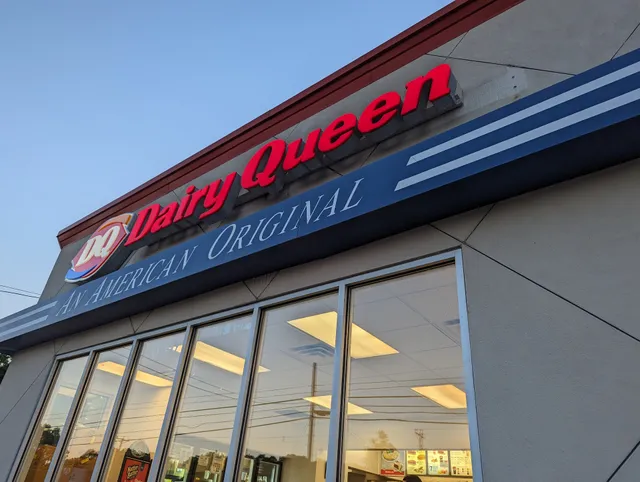 Dairy Queen
DQ
AN AMERICAN ORIGINAL